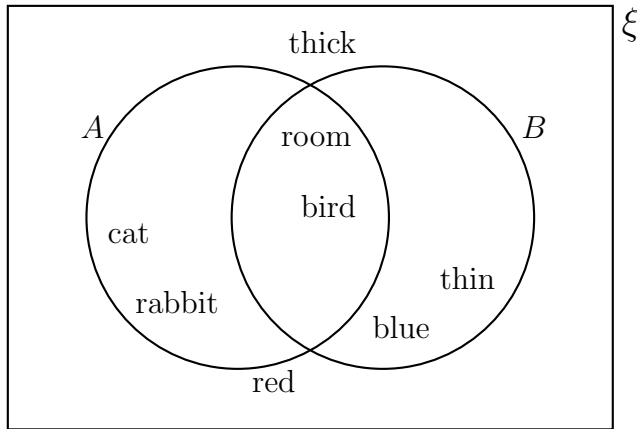 thick
ξ
A
B
room
bird
cat
thin
rabbit
blue
red